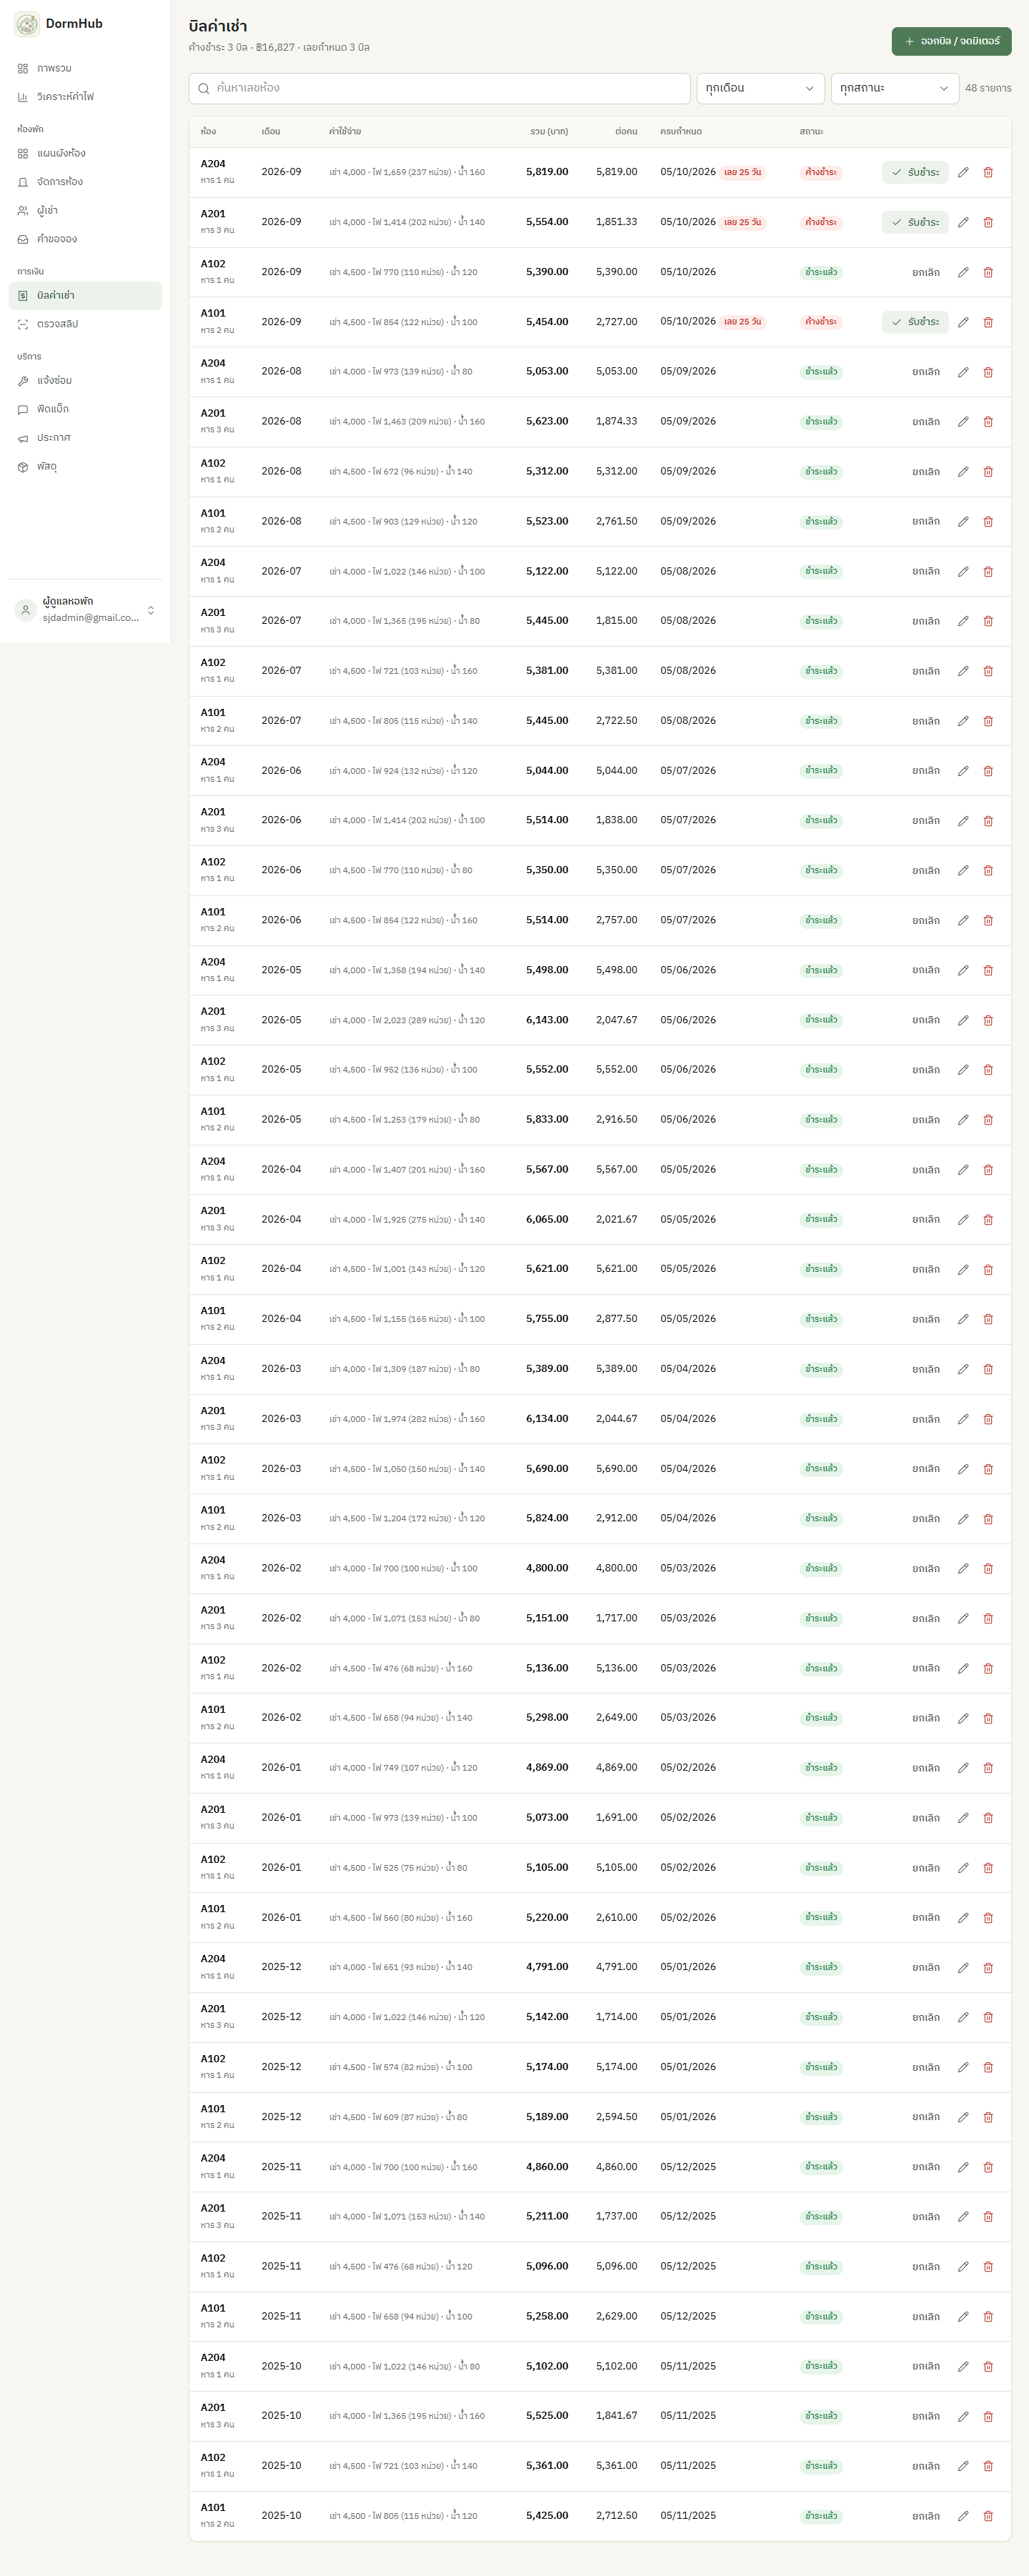 DormHub
ภาพรวม
วิเคราะห์ค่าไฟ
ห้องพัก
แผนผังห้อง
จัดการห้อง
ผู้เช่า
คำขอจอง
การเงิน
บิลค่าเช่า
ตรวจสลิป
บริการ
แจ้งซ่อม
ฟีดแบ็ก
ประกาศ
พัสดุ
ผู้ดูแลหอพัก
sjdadmin@gmail.co...
บิลค่าเช่า
ค้างชำระ 3 บิล · ฿16,827 · เลยกำหนด 3 บิล
ออกบิล / จดมิเตอร์
ค้นหาเลขห้อง
ทุกเดือน
ทุกสถานะ
48 รายการ
ห้อง เดือน ค่าใช้จ่าย รวม (บาท) ต่อคน ครบกำหนด สถานะ
A204
หาร 1 คน
2026-09 เช่า 4,000 · ไฟ 1,659 (237 หน่วย) · น้ำ 160 5,819.00 5,819.00 05/10/2026 เลย 25 วัน ค้างชำระ รับชำระ
A201
หาร 3 คน
2026-09 เช่า 4,000 · ไฟ 1,414 (202 หน่วย) · น้ำ 140 5,554.00 1,851.33 05/10/2026 เลย 25 วัน ค้างชำระ รับชำระ
A102
หาร 1 คน
2026-09 เช่า 4,500 · ไฟ 770 (110 หน่วย) · น้ำ 120 5,390.00 5,390.00 05/10/2026 ชำระแล้ว ยกเลิก
A101
หาร 2 คน
2026-09 เช่า 4,500 · ไฟ 854 (122 หน่วย) · น้ำ 100 5,454.00 2,727.00 05/10/2026 เลย 25 วัน ค้างชำระ รับชำระ
A204
หาร 1 คน
2026-08 เช่า 4,000 · ไฟ 973 (139 หน่วย) · น้ำ 80 5,053.00 5,053.00 05/09/2026 ชำระแล้ว ยกเลิก
A201
หาร 3 คน
2026-08 เช่า 4,000 · ไฟ 1,463 (209 หน่วย) · น้ำ 160 5,623.00 1,874.33 05/09/2026 ชำระแล้ว ยกเลิก
A102
หาร 1 คน
2026-08 เช่า 4,500 · ไฟ 672 (96 หน่วย) · น้ำ 140 5,312.00 5,312.00 05/09/2026 ชำระแล้ว ยกเลิก
A101
หาร 2 คน
2026-08 เช่า 4,500 · ไฟ 903 (129 หน่วย) · น้ำ 120 5,523.00 2,761.50 05/09/2026 ชำระแล้ว ยกเลิก
A204
หาร 1 คน
2026-07 เช่า 4,000 · ไฟ 1,022 (146 หน่วย) · น้ำ 100 5,122.00 5,122.00 05/08/2026 ชำระแล้ว ยกเลิก
A201
หาร 3 คน
2026-07 เช่า 4,000 · ไฟ 1,365 (195 หน่วย) · น้ำ 80 5,445.00 1,815.00 05/08/2026 ชำระแล้ว ยกเลิก
A102
หาร 1 คน
2026-07 เช่า 4,500 · ไฟ 721 (103 หน่วย) · น้ำ 160 5,381.00 5,381.00 05/08/2026 ชำระแล้ว ยกเลิก
A101
หาร 2 คน
2026-07 เช่า 4,500 · ไฟ 805 (115 หน่วย) · น้ำ 140 5,445.00 2,722.50 05/08/2026 ชำระแล้ว ยกเลิก
A204
หาร 1 คน
2026-06 เช่า 4,000 · ไฟ 924 (132 หน่วย) · น้ำ 120 5,044.00 5,044.00 05/07/2026 ชำระแล้ว ยกเลิก
A201
หาร 3 คน
2026-06 เช่า 4,000 · ไฟ 1,414 (202 หน่วย) · น้ำ 100 5,514.00 1,838.00 05/07/2026 ชำระแล้ว ยกเลิก
A102
หาร 1 คน
2026-06 เช่า 4,500 · ไฟ 770 (110 หน่วย) · น้ำ 80 5,350.00 5,350.00 05/07/2026 ชำระแล้ว ยกเลิก
A101
หาร 2 คน
2026-06 เช่า 4,500 · ไฟ 854 (122 หน่วย) · น้ำ 160 5,514.00 2,757.00 05/07/2026 ชำระแล้ว ยกเลิก
A204
หาร 1 คน
2026-05 เช่า 4,000 · ไฟ 1,358 (194 หน่วย) · น้ำ 140 5,498.00 5,498.00 05/06/2026 ชำระแล้ว ยกเลิก
A201
หาร 3 คน
2026-05 เช่า 4,000 · ไฟ 2,023 (289 หน่วย) · น้ำ 120 6,143.00 2,047.67 05/06/2026 ชำระแล้ว ยกเลิก
A102
หาร 1 คน
2026-05 เช่า 4,500 · ไฟ 952 (136 หน่วย) · น้ำ 100 5,552.00 5,552.00 05/06/2026 ชำระแล้ว ยกเลิก
A101
หาร 2 คน
2026-05 เช่า 4,500 · ไฟ 1,253 (179 หน่วย) · น้ำ 80 5,833.00 2,916.50 05/06/2026 ชำระแล้ว ยกเลิก
A204
หาร 1 คน
2026-04 เช่า 4,000 · ไฟ 1,407 (201 หน่วย) · น้ำ 160 5,567.00 5,567.00 05/05/2026 ชำระแล้ว ยกเลิก
A201
หาร 3 คน
2026-04 เช่า 4,000 · ไฟ 1,925 (275 หน่วย) · น้ำ 140 6,065.00 2,021.67 05/05/2026 ชำระแล้ว ยกเลิก
A102
หาร 1 คน
2026-04 เช่า 4,500 · ไฟ 1,001 (143 หน่วย) · น้ำ 120 5,621.00 5,621.00 05/05/2026 ชำระแล้ว ยกเลิก
A101
หาร 2 คน
2026-04 เช่า 4,500 · ไฟ 1,155 (165 หน่วย) · น้ำ 100 5,755.00 2,877.50 05/05/2026 ชำระแล้ว ยกเลิก
A204
หาร 1 คน
2026-03 เช่า 4,000 · ไฟ 1,309 (187 หน่วย) · น้ำ 80 5,389.00 5,389.00 05/04/2026 ชำระแล้ว ยกเลิก
A201
หาร 3 คน
2026-03 เช่า 4,000 · ไฟ 1,974 (282 หน่วย) · น้ำ 160 6,134.00 2,044.67 05/04/2026 ชำระแล้ว ยกเลิก
A102
หาร 1 คน
2026-03 เช่า 4,500 · ไฟ 1,050 (150 หน่วย) · น้ำ 140 5,690.00 5,690.00 05/04/2026 ชำระแล้ว ยกเลิก
A101
หาร 2 คน
2026-03 เช่า 4,500 · ไฟ 1,204 (172 หน่วย) · น้ำ 120 5,824.00 2,912.00 05/04/2026 ชำระแล้ว ยกเลิก
A204
หาร 1 คน
2026-02 เช่า 4,000 · ไฟ 700 (100 หน่วย) · น้ำ 100 4,800.00 4,800.00 05/03/2026 ชำระแล้ว ยกเลิก
A201
หาร 3 คน
2026-02 เช่า 4,000 · ไฟ 1,071 (153 หน่วย) · น้ำ 80 5,151.00 1,717.00 05/03/2026 ชำระแล้ว ยกเลิก
A102
หาร 1 คน
2026-02 เช่า 4,500 · ไฟ 476 (68 หน่วย) · น้ำ 160 5,136.00 5,136.00 05/03/2026 ชำระแล้ว ยกเลิก
A101
หาร 2 คน
2026-02 เช่า 4,500 · ไฟ 658 (94 หน่วย) · น้ำ 140 5,298.00 2,649.00 05/03/2026 ชำระแล้ว ยกเลิก
A204
หาร 1 คน
2026-01 เช่า 4,000 · ไฟ 749 (107 หน่วย) · น้ำ 120 4,869.00 4,869.00 05/02/2026 ชำระแล้ว ยกเลิก
A201
หาร 3 คน
2026-01 เช่า 4,000 · ไฟ 973 (139 หน่วย) · น้ำ 100 5,073.00 1,691.00 05/02/2026 ชำระแล้ว ยกเลิก
A102
หาร 1 คน
2026-01 เช่า 4,500 · ไฟ 525 (75 หน่วย) · น้ำ 80 5,105.00 5,105.00 05/02/2026 ชำระแล้ว ยกเลิก
A101
หาร 2 คน
2026-01 เช่า 4,500 · ไฟ 560 (80 หน่วย) · น้ำ 160 5,220.00 2,610.00 05/02/2026 ชำระแล้ว ยกเลิก
A204
หาร 1 คน
2025-12 เช่า 4,000 · ไฟ 651 (93 หน่วย) · น้ำ 140 4,791.00 4,791.00 05/01/2026 ชำระแล้ว ยกเลิก
A201
หาร 3 คน
2025-12 เช่า 4,000 · ไฟ 1,022 (146 หน่วย) · น้ำ 120 5,142.00 1,714.00 05/01/2026 ชำระแล้ว ยกเลิก
A102
หาร 1 คน
2025-12 เช่า 4,500 · ไฟ 574 (82 หน่วย) · น้ำ 100 5,174.00 5,174.00 05/01/2026 ชำระแล้ว ยกเลิก
A101
หาร 2 คน
2025-12 เช่า 4,500 · ไฟ 609 (87 หน่วย) · น้ำ 80 5,189.00 2,594.50 05/01/2026 ชำระแล้ว ยกเลิก
A204
หาร 1 คน
2025-11 เช่า 4,000 · ไฟ 700 (100 หน่วย) · น้ำ 160 4,860.00 4,860.00 05/12/2025 ชำระแล้ว ยกเลิก
A201
หาร 3 คน
2025-11 เช่า 4,000 · ไฟ 1,071 (153 หน่วย) · น้ำ 140 5,211.00 1,737.00 05/12/2025 ชำระแล้ว ยกเลิก
A102
หาร 1 คน
2025-11 เช่า 4,500 · ไฟ 476 (68 หน่วย) · น้ำ 120 5,096.00 5,096.00 05/12/2025 ชำระแล้ว ยกเลิก
A101
หาร 2 คน
2025-11 เช่า 4,500 · ไฟ 658 (94 หน่วย) · น้ำ 100 5,258.00 2,629.00 05/12/2025 ชำระแล้ว ยกเลิก
A204
หาร 1 คน
2025-10 เช่า 4,000 · ไฟ 1,022 (146 หน่วย) · น้ำ 80 5,102.00 5,102.00 05/11/2025 ชำระแล้ว ยกเลิก
A201
หาร 3 คน
2025-10 เช่า 4,000 · ไฟ 1,365 (195 หน่วย) · น้ำ 160 5,525.00 1,841.67 05/11/2025 ชำระแล้ว ยกเลิก
A102
หาร 1 คน
2025-10 เช่า 4,500 · ไฟ 721 (103 หน่วย) · น้ำ 140 5,361.00 5,361.00 05/11/2025 ชำระแล้ว ยกเลิก
A101
หาร 2 คน
2025-10 เช่า 4,500 · ไฟ 805 (115 หน่วย) · น้ำ 120 5,425.00 2,712.50 05/11/2025 ชำระแล้ว ยกเลิก